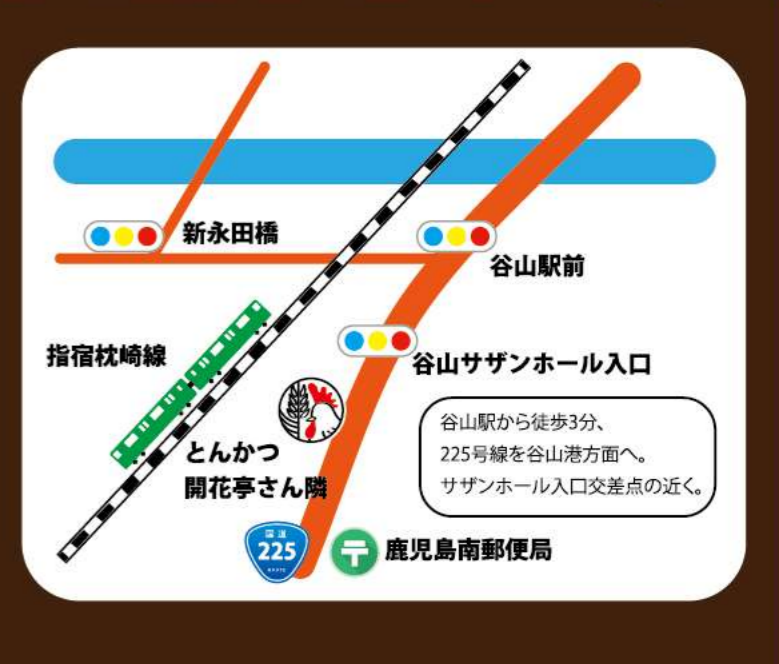 新永田橋
谷山駅前
指宿枕崎線
谷山サザンホール入口
谷山駅から徒歩3分、
225号線を谷山港方面へ。
サザンホール入口交差点の近く。
とんかつ
開花亭さん隣
国道
225
ROUTE
鹿児島南郵便局